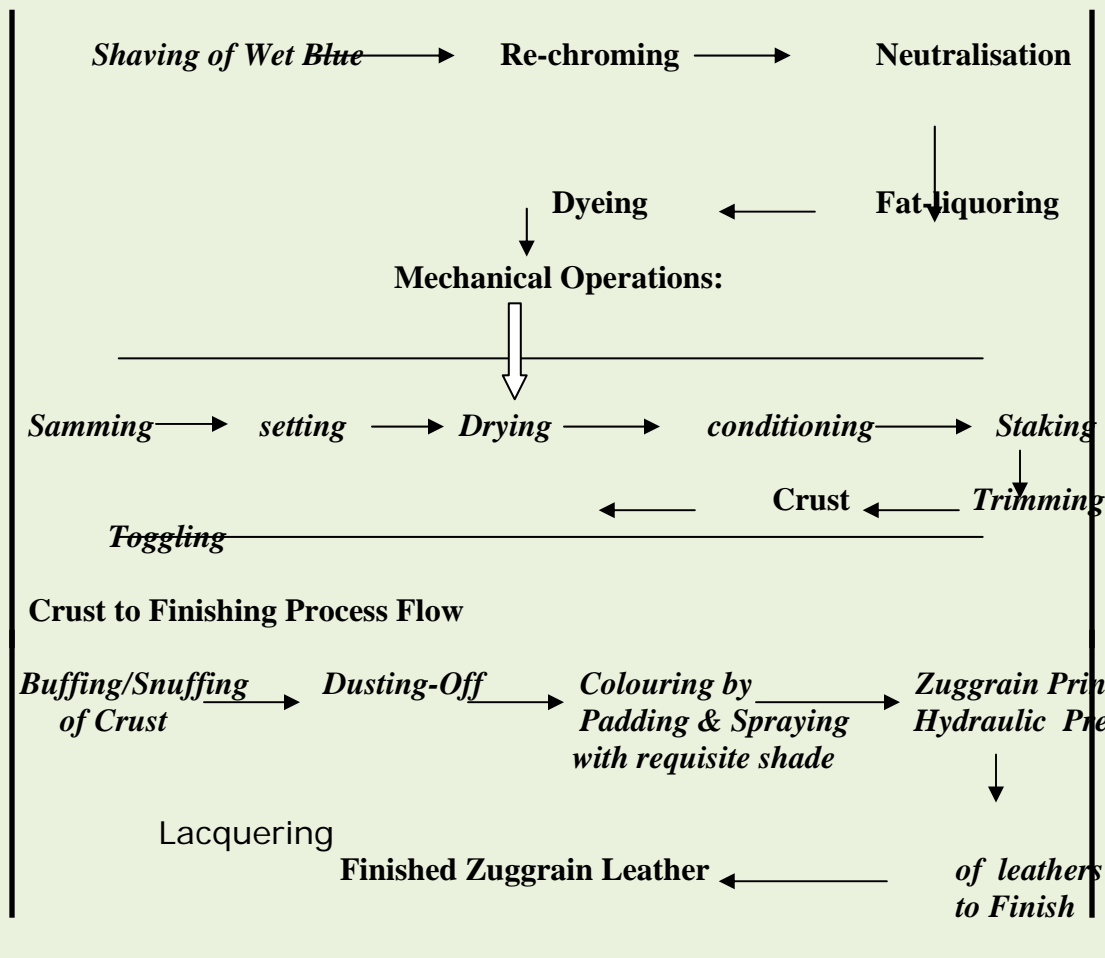 Shaving of Wet Blue Re-chroming Neutralisation
Dyeing Fat-liquoring
Mechanical Operations:
Samming setting Drying conditioning Staking
Crust Trimming
Toggling
Crust to Finishing Process Flow
Buffing/Snuffing Dusting-Off Colouring by Zuggrain
of Crust Padding & Spraying Hydraulic
with requisite shade
Lacquering
Finished Zuggrain Leather of leathers
to Finish